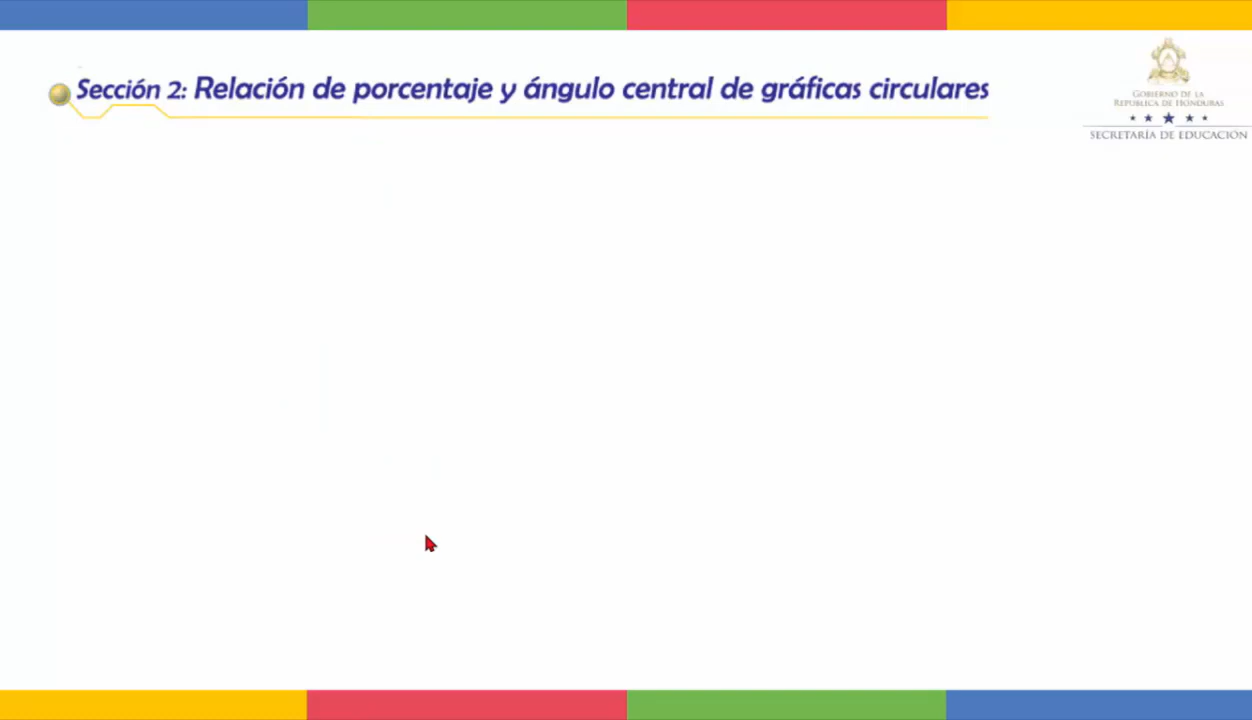 Sección 2: Relación de porcentaje y ángulo central de gráficas circulares
GOBIERNO DE LA
REPÚBLICA DE HONDURAS
SECRETARÍA DE EDUCACIÓN